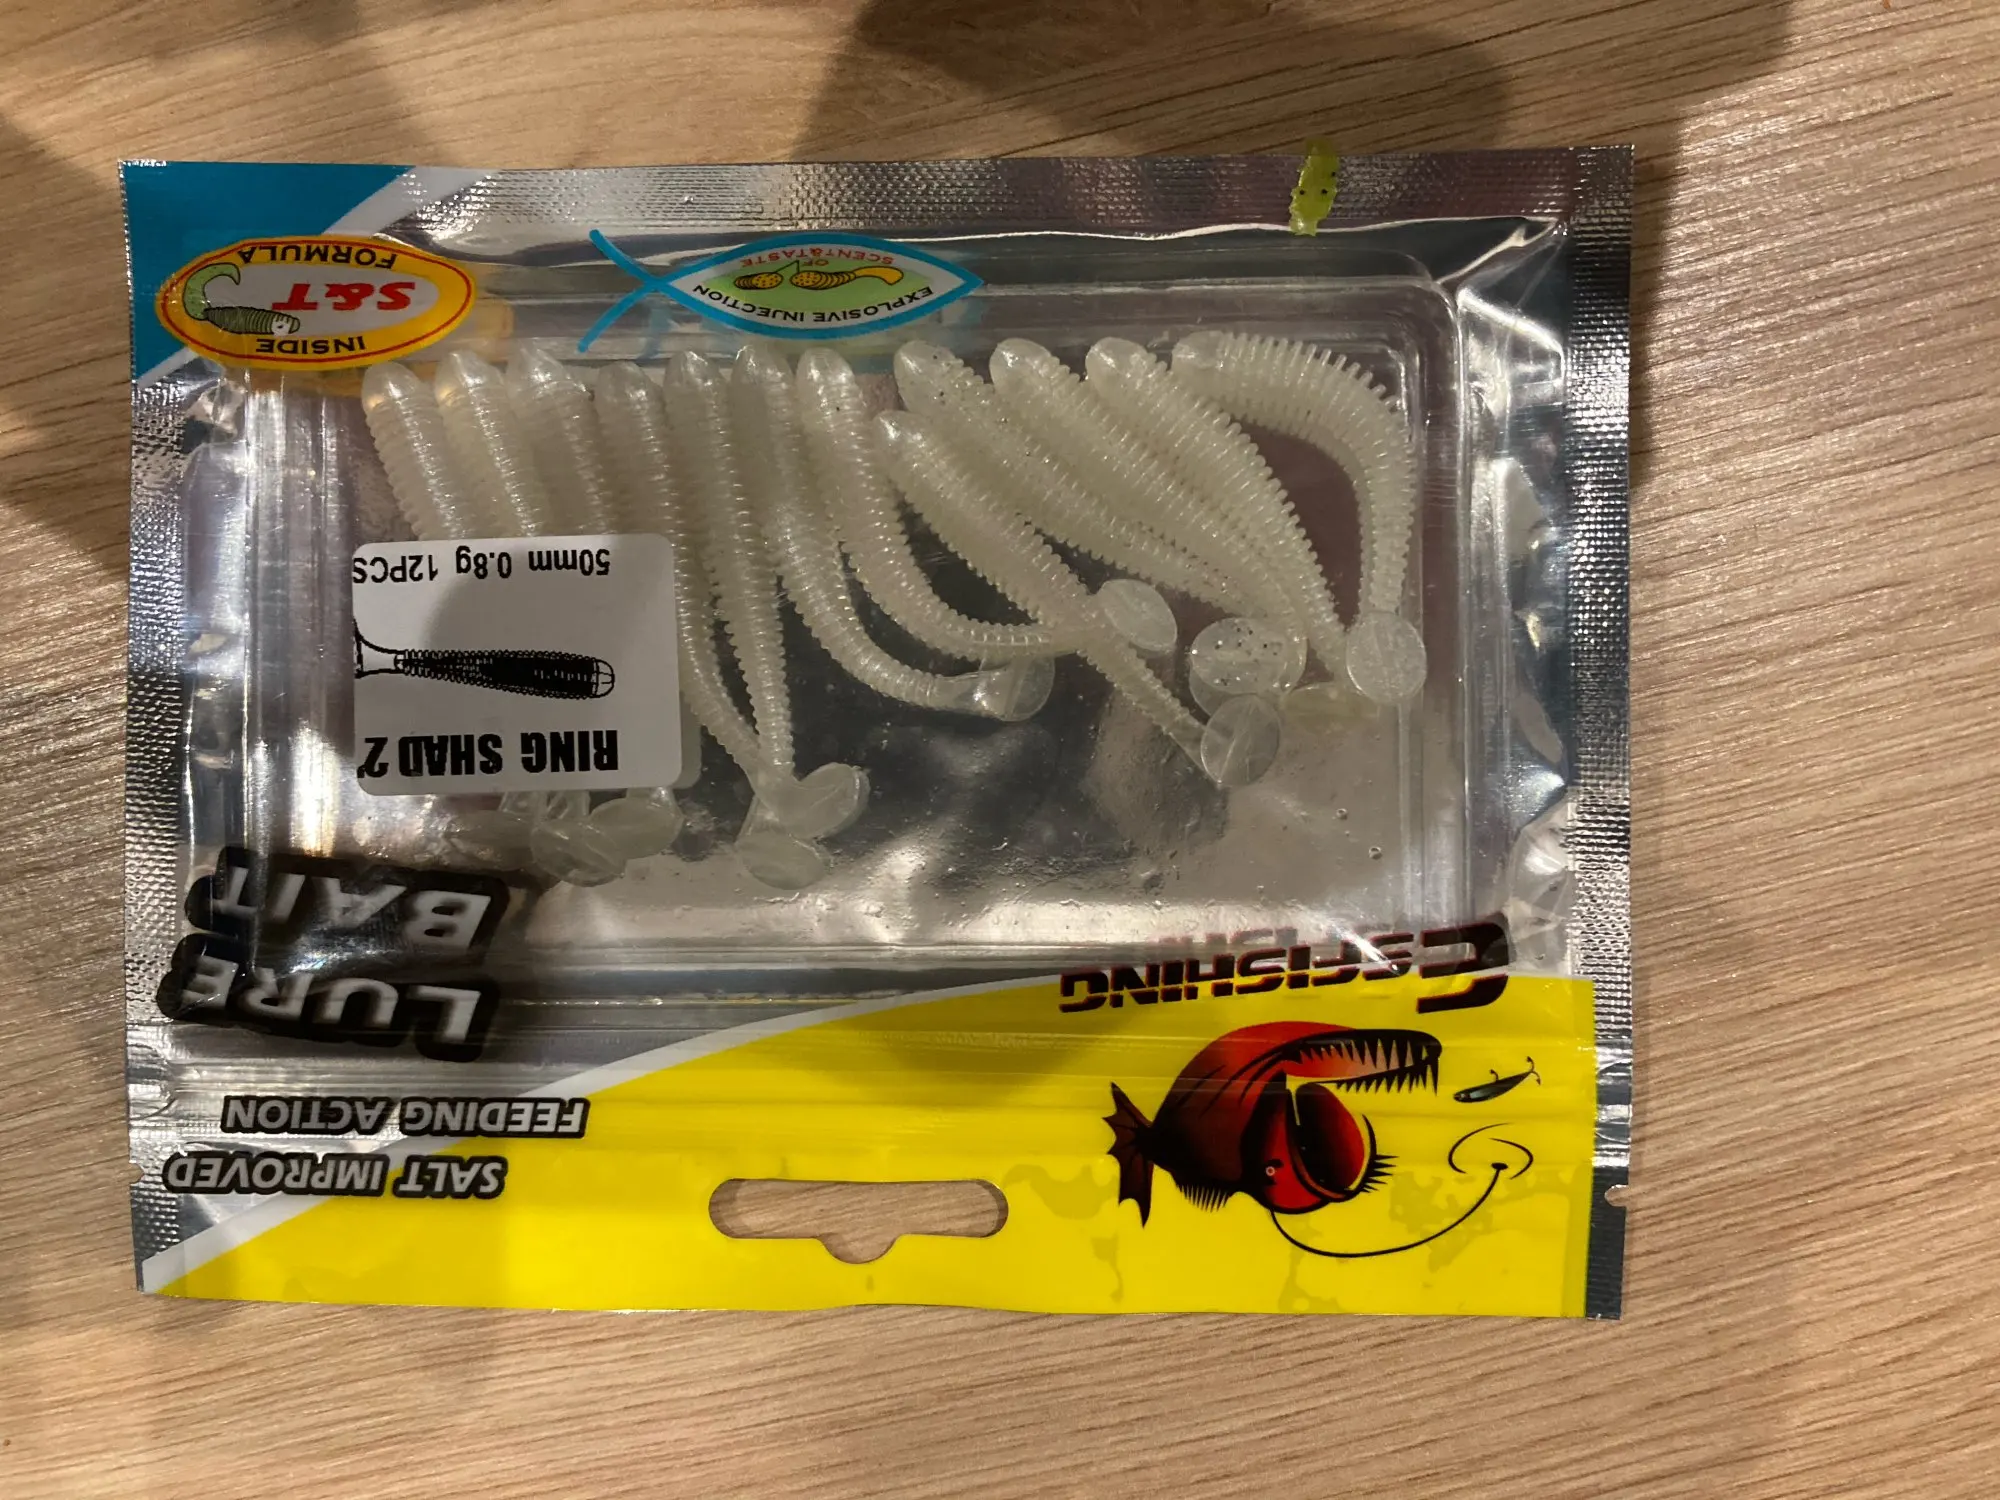 SALT IMPROVED
FEEDING ACTION
ESFISHING
LURE
BAIT
RING SHAD 2'
50mm 0.8g 12PCS
EXPLOSIVE INJECTION
OF
SCENT&TASTE
INSIDE
S&T
FORMULA